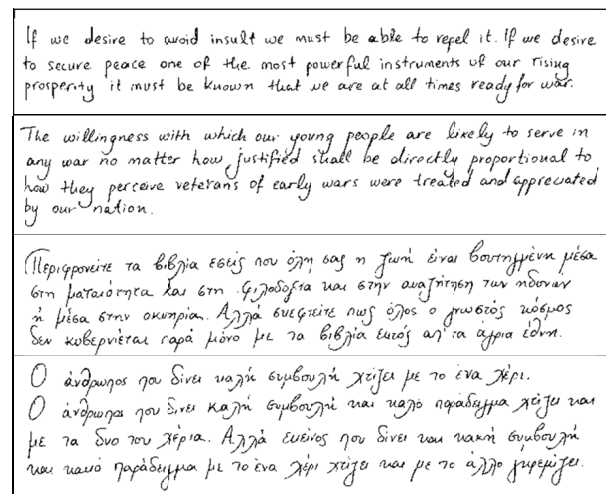 If we desire to avoid insult we must be able to repel it. If we desire
to secure peace one of the most powerful instruments of our rising
prosperity it must be known that we are at all times ready for war.
The willingness with which our young people are likely to serve in
any war no matter how justified shall be directly proportional to
how they perceive veterans of early wars were treated and appreciated
by our nation.
Περιφρονείτε τα βιβλία εσείς που όλη σας η ζωή είναι βουτηγμένη μέσα
στη ματαιότητα και στη φιλοδοξία και στην αναζήτηση των ηδονών
ή μέσα στην οκνηρία. Αλλά σκεφτείτε πως όλος ο γνωστός κόσμος
δεν κυβερνιέται παρά μόνο με τα βιβλία εκτός απ' τα άγρια έθνη.
Ο άνθρωπος που δίνει καλή συμβουλή χτίζει με το ένα χέρι.
Ο άνθρωπος που δίνει καλή συμβουλή και καλό παράδειγμα χτίζει και
με τα δυο του χέρια. Αλλά εκείνος που δίνει και κακή συμβουλή
και κακό παράδειγμα με το ένα χέρι χτίζει και με το άλλο γκρεμίζει.